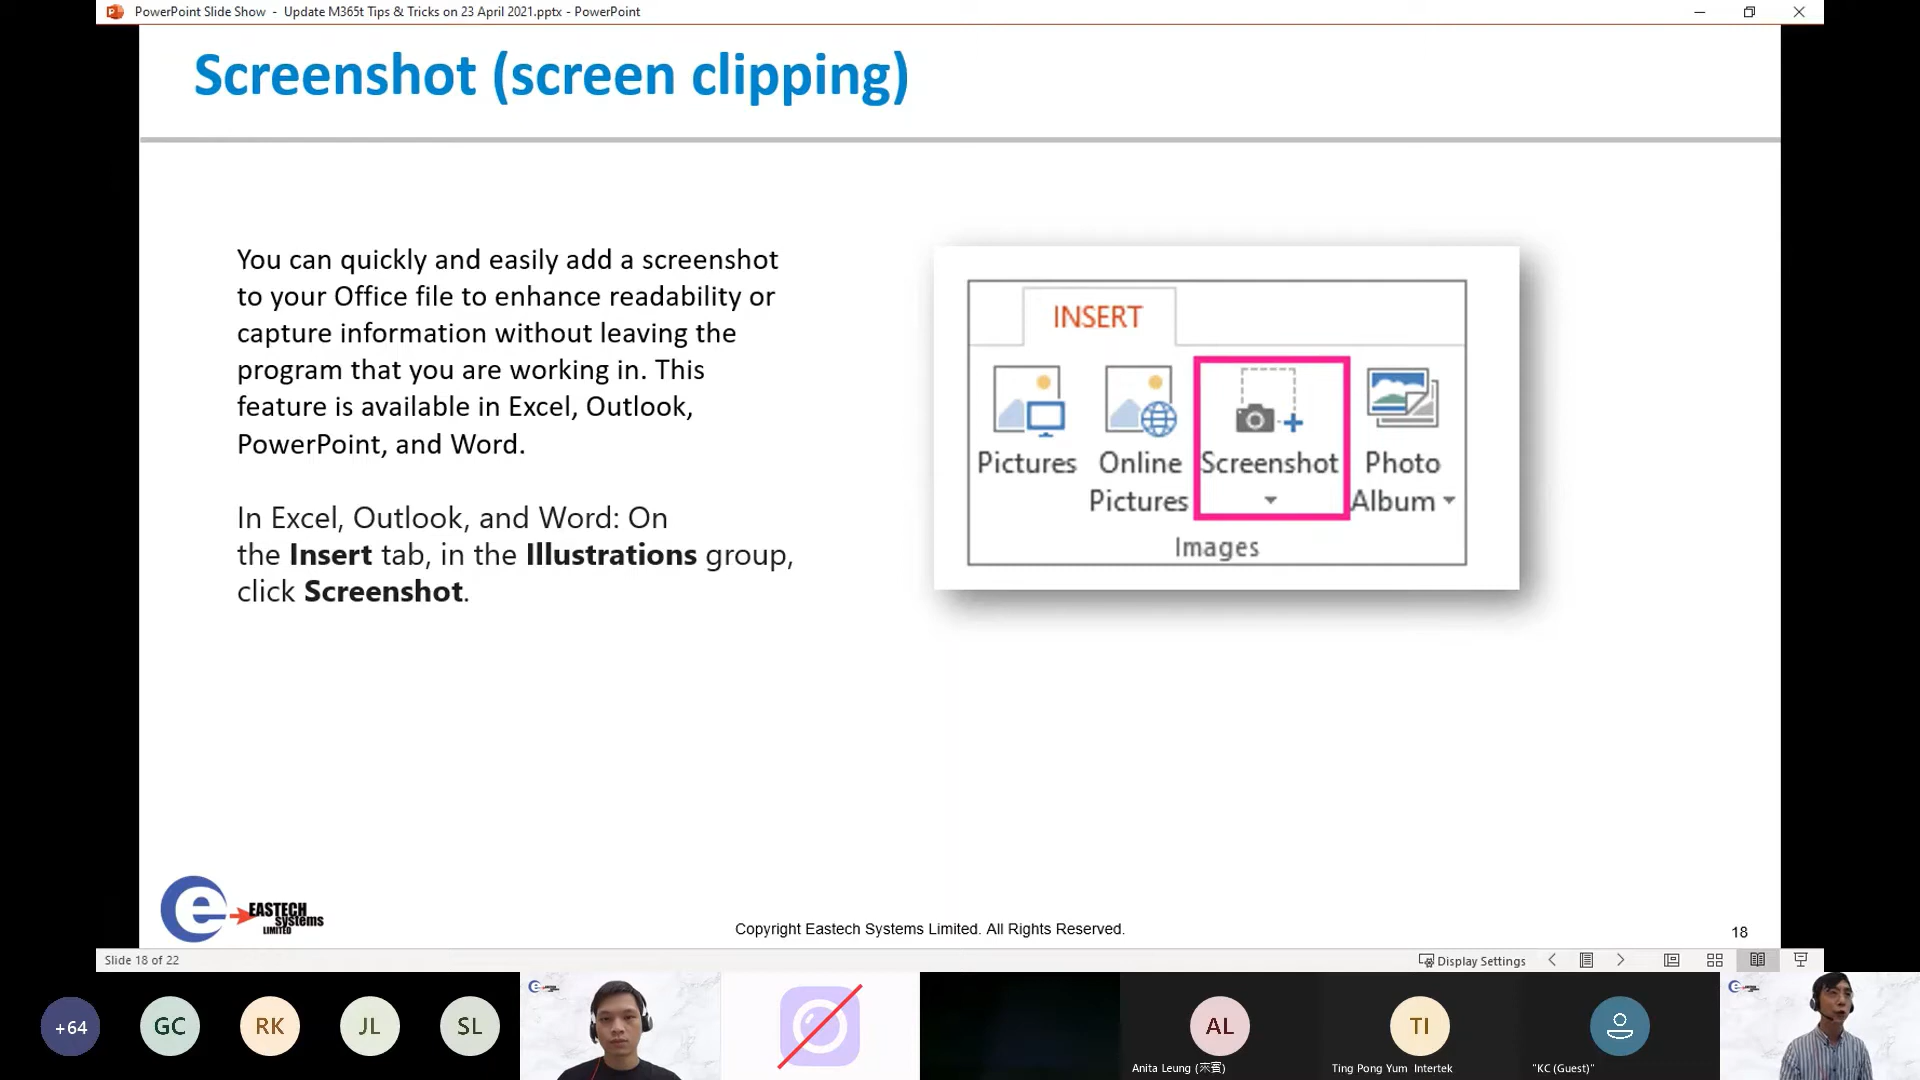 PowerPoint Slide Show - Update M365t Tips & Tricks on 23 April 2021.pptx - PowerPoint
Screenshot (screen clipping)
You can quickly and easily add a screenshot
to your Office file to enhance readability or
capture information without leaving the
program that you are working in. This
feature is available in Excel, Outlook,
PowerPoint, and Word.
In Excel, Outlook, and Word: On
the Insert tab, in the Illustrations group,
click Screenshot.
INSERT
Pictures
Online
Pictures
Screenshot
Photo
Album
Images
EASTECH
Systems
LIMITED
Copyright Eastech Systems Limited. All Rights Reserved.
18
Slide 18 of 22
Display Settings
+64
GC
RK
JL
SL
AL
Anita Leung
TI
Ting Pong Yum Intertek
"KC (Guest)"